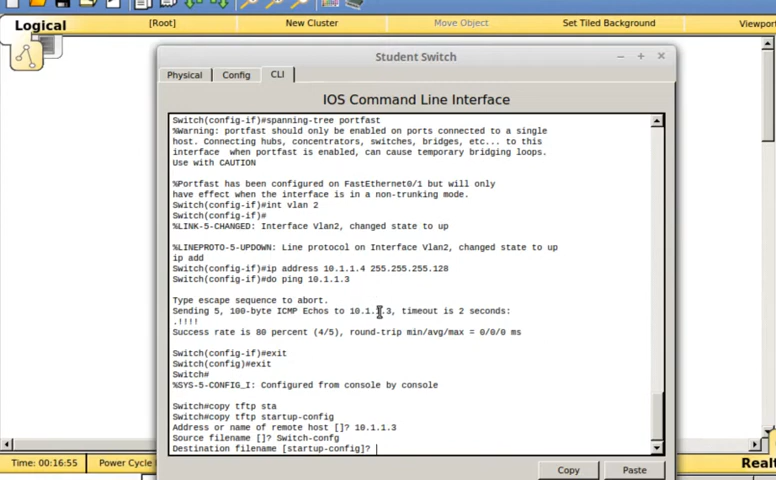 Logical
[Root]
New Cluster
Move Object
Set Tiled Background
Viewport
Student Switch
Physical
Config
CLI
IOS Command Line Interface
Switch(config-if)#spanning-tree portfast
%Warning: portfast should only be enabled on ports connected to a single
host. Connecting hubs, concentrators, switches, bridges, etc... to this
interface when portfast is enabled, can cause temporary bridging loops.
Use with CAUTION
%Portfast has been configured on FastEthernet0/1 but will only
have effect when the interface is in a non-trunking mode.
Switch(config-if)#int vlan 2
Switch(config-if)#
%LINK-5-CHANGED: Interface Vlan2, changed state to up
%LINEPROTO-5-UPDOWN: Line protocol on Interface Vlan2, changed state to up
ip add
Switch(config-if)#ip address 10.1.1.4 255.255.255.128
Switch(config-if)#do ping 10.1.1.3
Type escape sequence to abort.
Sending 5, 100-byte ICMP Echos to 10.1.1.3, timeout is 2 seconds:
.!!!!
Success rate is 80 percent (4/5), round-trip min/avg/max = 0/0/0 ms
Switch(config-if)#exit
Switch(config)#exit
Switch#
%SYS-5-CONFIG_I: Configured from console by console
Switch#copy tftp sta
Switch#copy tftp startup-config
Address or name of remote host []? 10.1.1.3
Source filename []? Switch-confg
Destination filename [startup-config]?
Copy
Paste
Time: 00:16:55
Power Cycle
Realt